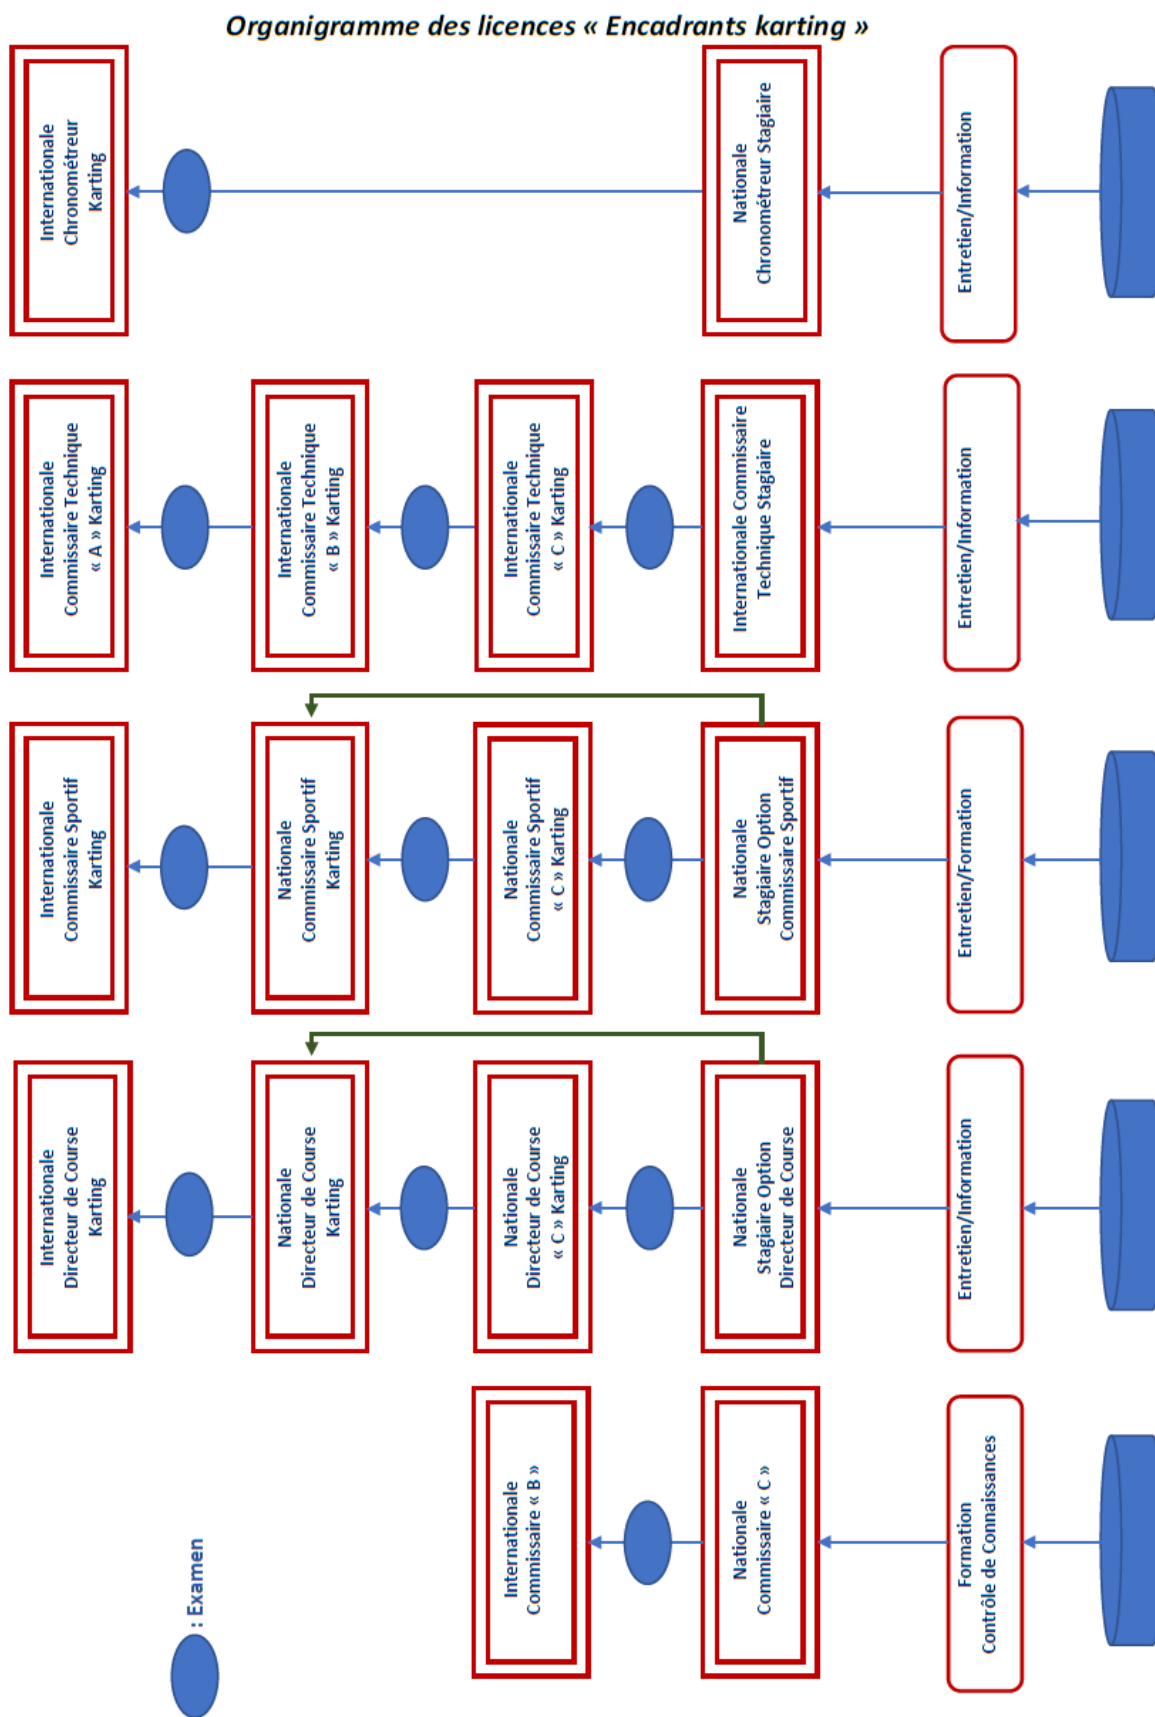 Organigramme des licences « Encadrants karting »
Internationale
Chronométreur
Karting
Nationale
Chronométreur Stagiaire
Entretien/Information
Internationale
Commissaire Technique
« A » Karting
Internationale
Commissaire Technique
« B » Karting
Internationale
Commissaire Technique
« C » Karting
Internationale Commissaire
Technique Stagiaire
Entretien/Information
Internationale
Commissaire Sportif
Karting
Nationale
Commissaire Sportif
Karting
Nationale
Commissaire Sportif
« C » Karting
Nationale
Stagiaire Option
Commissaire Sportif
Entretien/Formation
Internationale
Directeur de Course
Karting
Nationale
Directeur de Course
Karting
Nationale
Directeur de Course
« C » Karting
Nationale
Stagiaire Option
Directeur de Course
Entretien/Information
Internationale
Commissaire « B »
Nationale
Commissaire « C »
Formation
Contrôle de Connaissances
: Examen